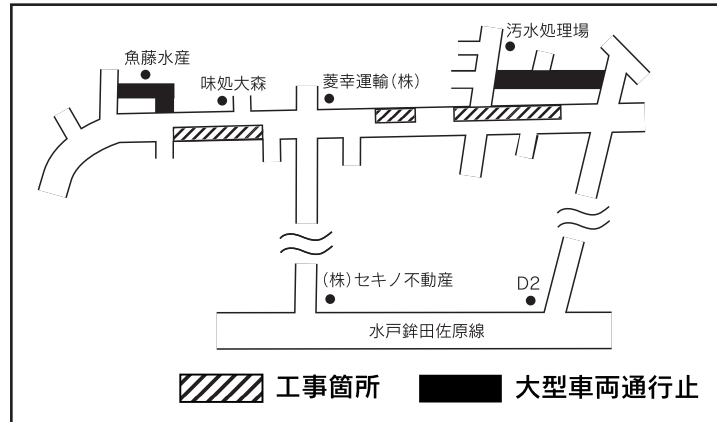 汚水処理場
魚藤水産
味処大森
菱幸運輸(株)
(株)セキノ不動産
D2
水戸鉾田佐原線
工事箇所
大型車両通行止